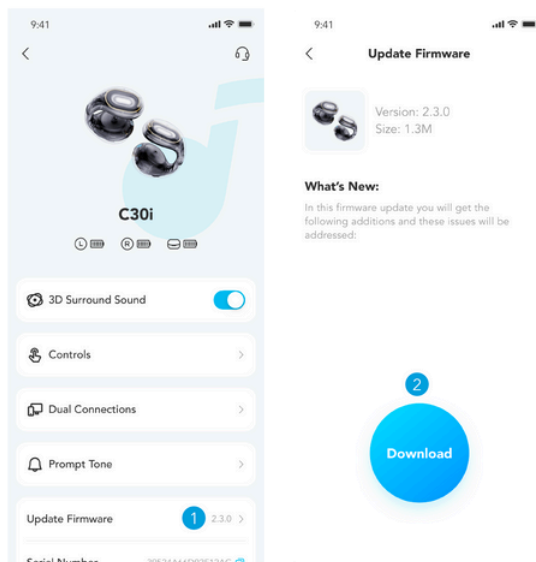 9:41
C30i
L
R
3D Surround Sound
Controls
Dual Connections
Prompt Tone
Update Firmware
1
2.3.0
Serial Number
9:41
Update Firmware
Version: 2.3.0
Size: 1.3M
What's New:
In this firmware update you will get the
following additions and these issues will be
addressed:
2
Download